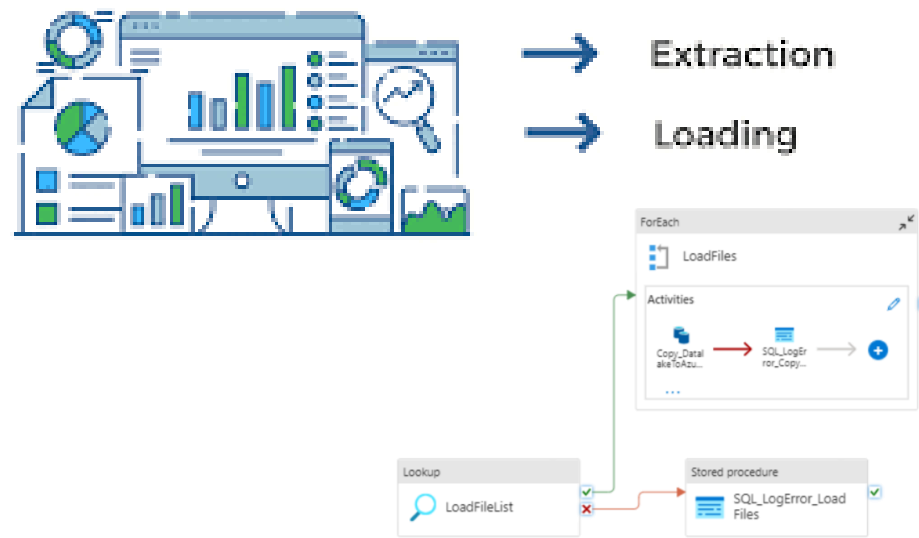 Extraction
Loading
ForEach
LoadFiles
Activities
Copy_Datal
akeToAzu...
SQL_LogEr
ror_Copy...
...
Lookup
LoadFileList
Stored procedure
SQL_LogError_Load
Files